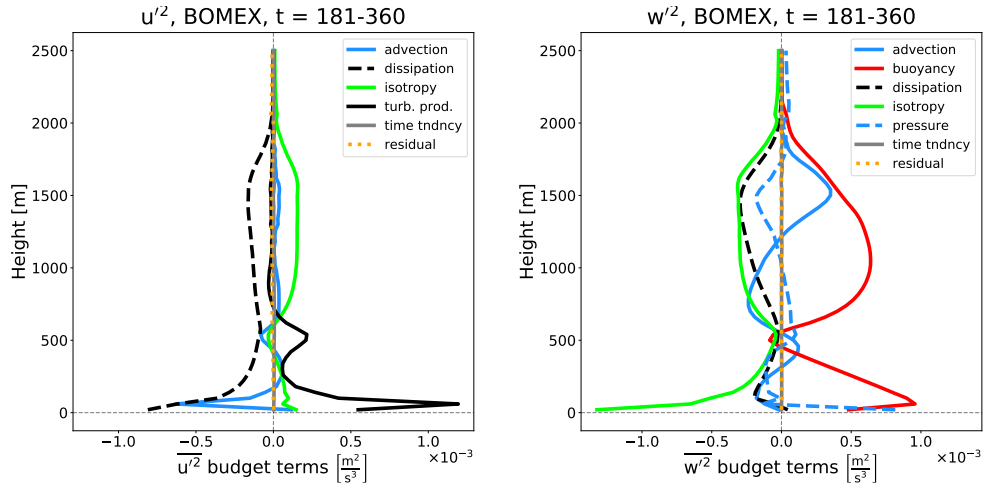 u′², BOMEX, t = 181-360
2500
2000
1500
1000
500
0
Height [m]
advection
dissipation
isotropy
turb. prod.
time tndncy
residual
−1.0
−0.5
0.0
0.5
1.0
×10⁻³
u′² budget terms [m²/s³]
w′², BOMEX, t = 181-360
2500
2000
1500
1000
500
0
Height [m]
advection
buoyancy
dissipation
isotropy
pressure
time tndncy
residual
−1.0
−0.5
0.0
0.5
1.0
×10⁻³
w′² budget terms [m²/s³]